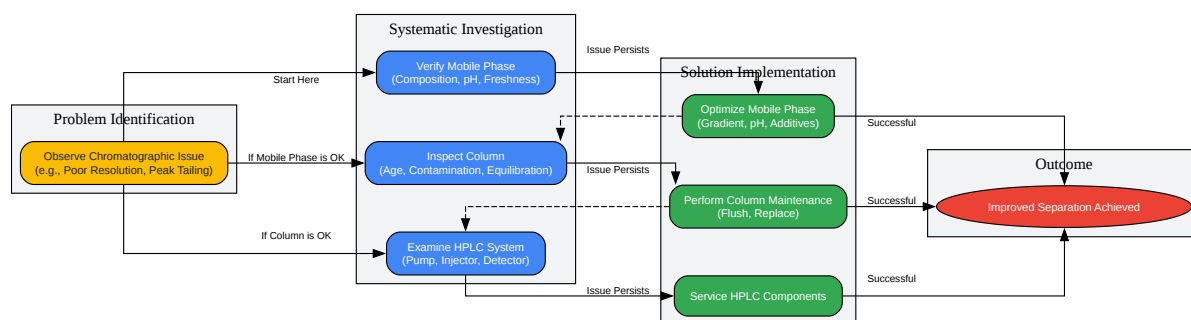 Problem Identification
Observe Chromatographic Issue
(e.g., Poor Resolution, Peak Tailing)
Start Here
If Mobile Phase is OK
If Column is OK
Systematic Investigation
Verify Mobile Phase
(Composition, pH, Freshness)
Inspect Column
(Age, Contamination, Equilibration)
Examine HPLC System
(Pump, Injector, Detector)
Issue Persists
Issue Persists
Issue Persists
Solution Implementation
Optimize Mobile Phase
(Gradient, pH, Additives)
Perform Column Maintenance
(Flush, Replace)
Service HPLC Components
Successful
Successful
Successful
Outcome
Improved Separation Achieved